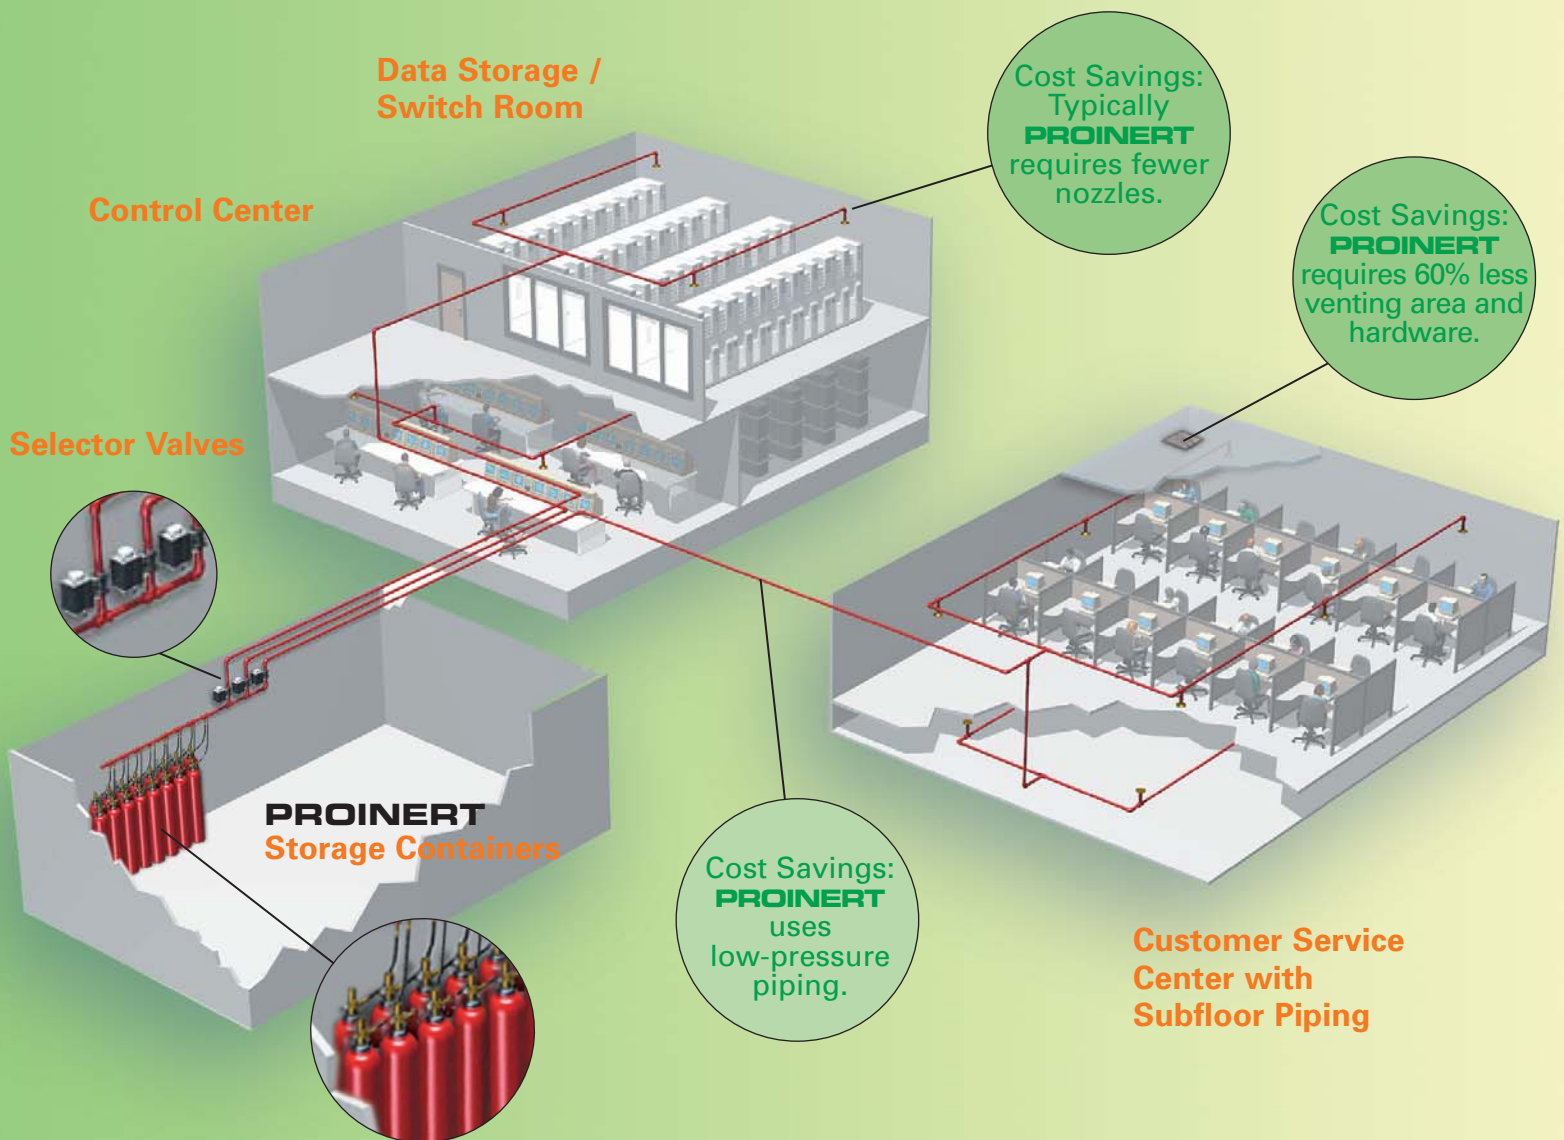 Data Storage /
Switch Room
Control Center
Selector Valves
Cost Savings:
Typically
PROINERT
requires fewer
nozzles.
Cost Savings:
PROINERT
requires 60% less
venting area and
hardware.
PROINERT
Storage Containers
Cost Savings:
PROINERT
uses
low-pressure
piping.
Customer Service
Center with
Subfloor Piping